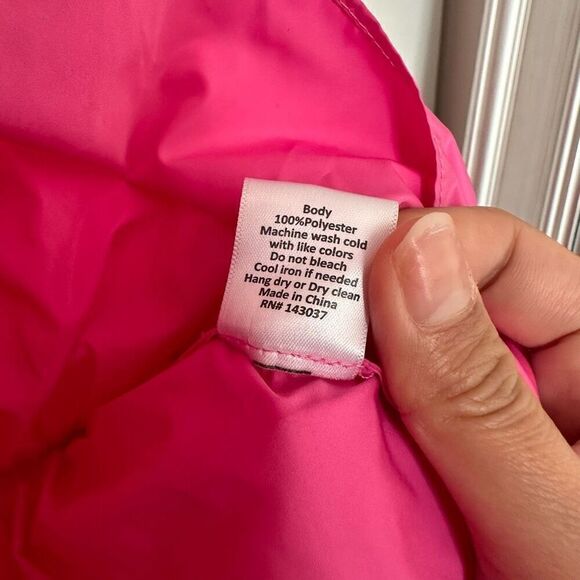 Body
100%Polyester
Machine wash cold
with like colors
Do not bleach
Cool iron if needed
Hang dry or Dry clean
Made in China
RN# 143037